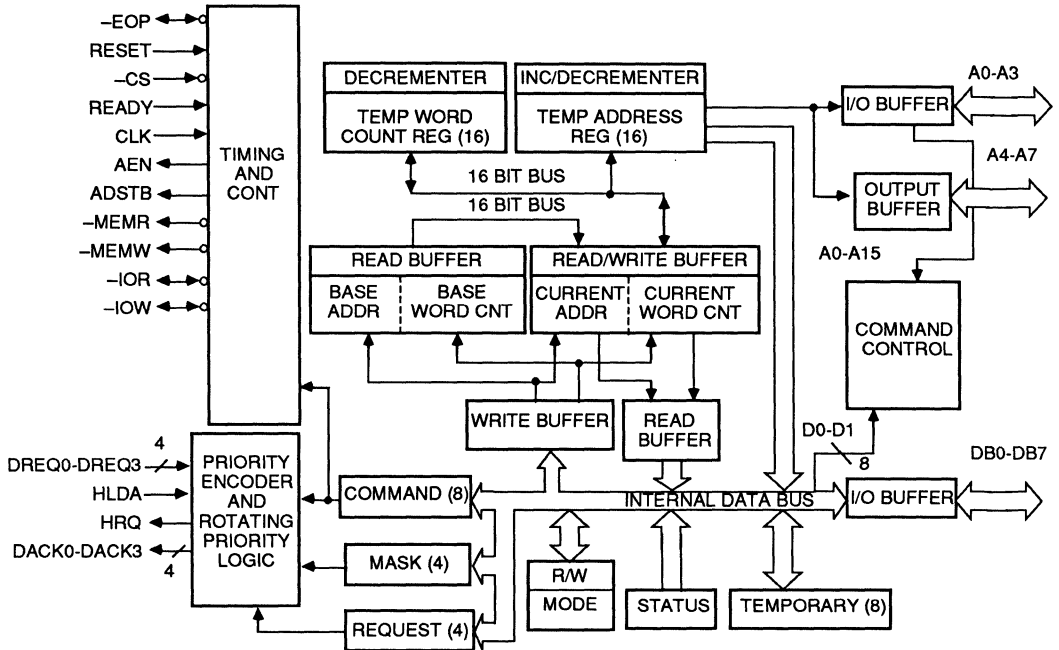 –EOP
RESET
–CS
READY
CLK
AEN
ADSTB
–MEMR
–MEMW
–IOR
–IOW
TIMING
AND
CONT
DECREMENTER
TEMP WORD
COUNT REG (16)
INC/DECREMENTER
TEMP ADDRESS
REG (16)
I/O BUFFER
A0-A3
A4-A7
OUTPUT
BUFFER
16 BIT BUS
16 BIT BUS
A0-A15
READ BUFFER
BASE
ADDR
BASE
WORD CNT
READ/WRITE BUFFER
CURRENT
ADDR
CURRENT
WORD CNT
COMMAND
CONTROL
WRITE BUFFER
READ
BUFFER
D0-D1
8
DB0-DB7
4
DREQ0-DREQ3
HLDA
HRQ
DACK0-DACK3
4
PRIORITY
ENCODER
AND
ROTATING
PRIORITY
LOGIC
COMMAND (8)
INTERNAL DATA BUS
I/O BUFFER
MASK (4)
R/W
MODE
STATUS
TEMPORARY (8)
REQUEST (4)